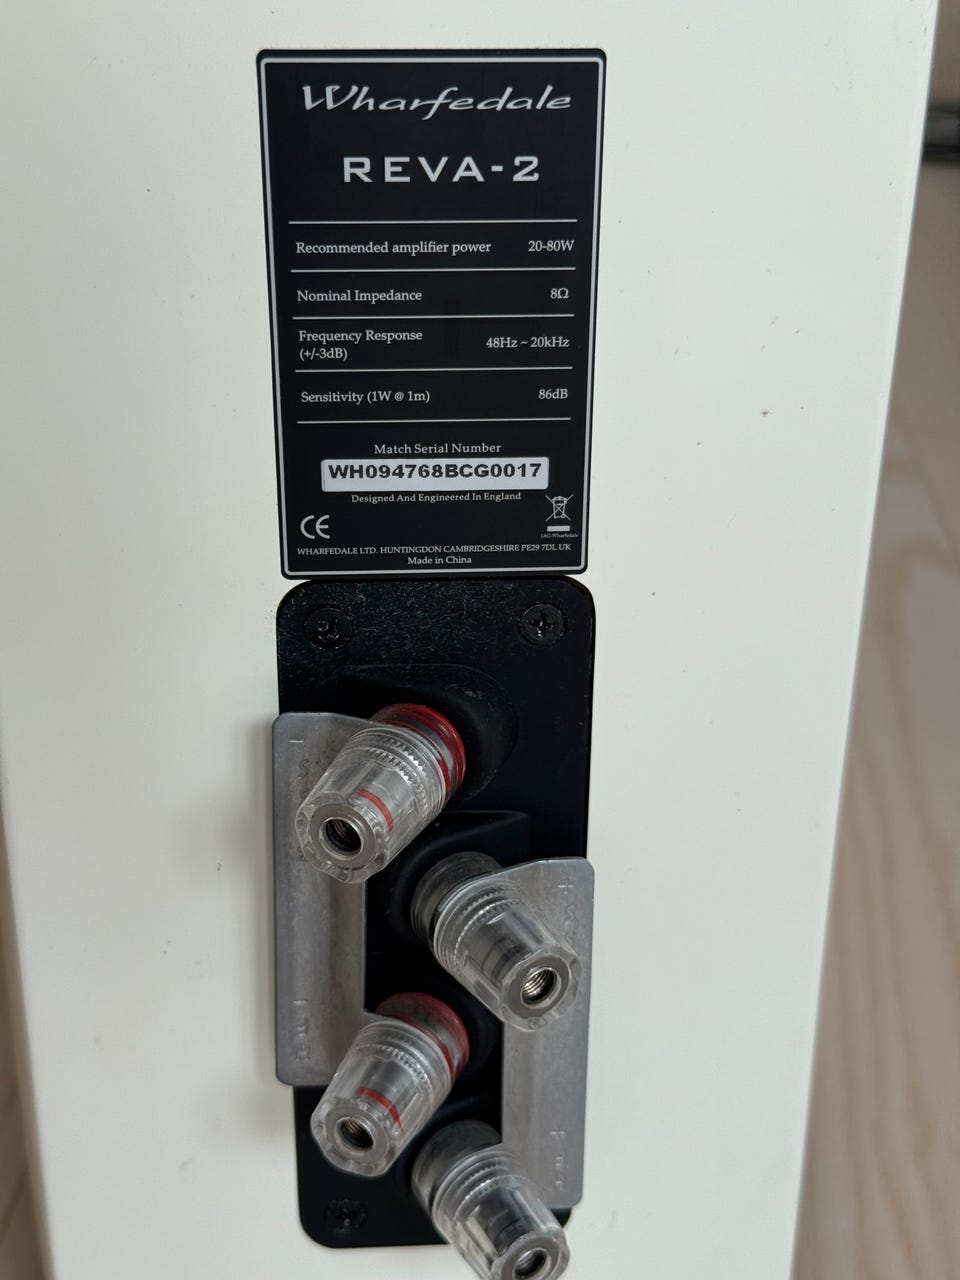 Wharfedale
REVA-2
Recommended amplifier power 20-80W
Nominal Impedance 8Ω
Frequency Response
(+/-3dB) 48Hz ~ 20kHz
Sensitivity (1W @ 1m) 86dB
Match Serial Number
WH094768BCG0017
Designed And Engineered In England
CE
IAG-Wharfedale
WHARFEDALE LTD. HUNTINGDON CAMBRIDGESHIRE PE29 7DL UK
Made in China